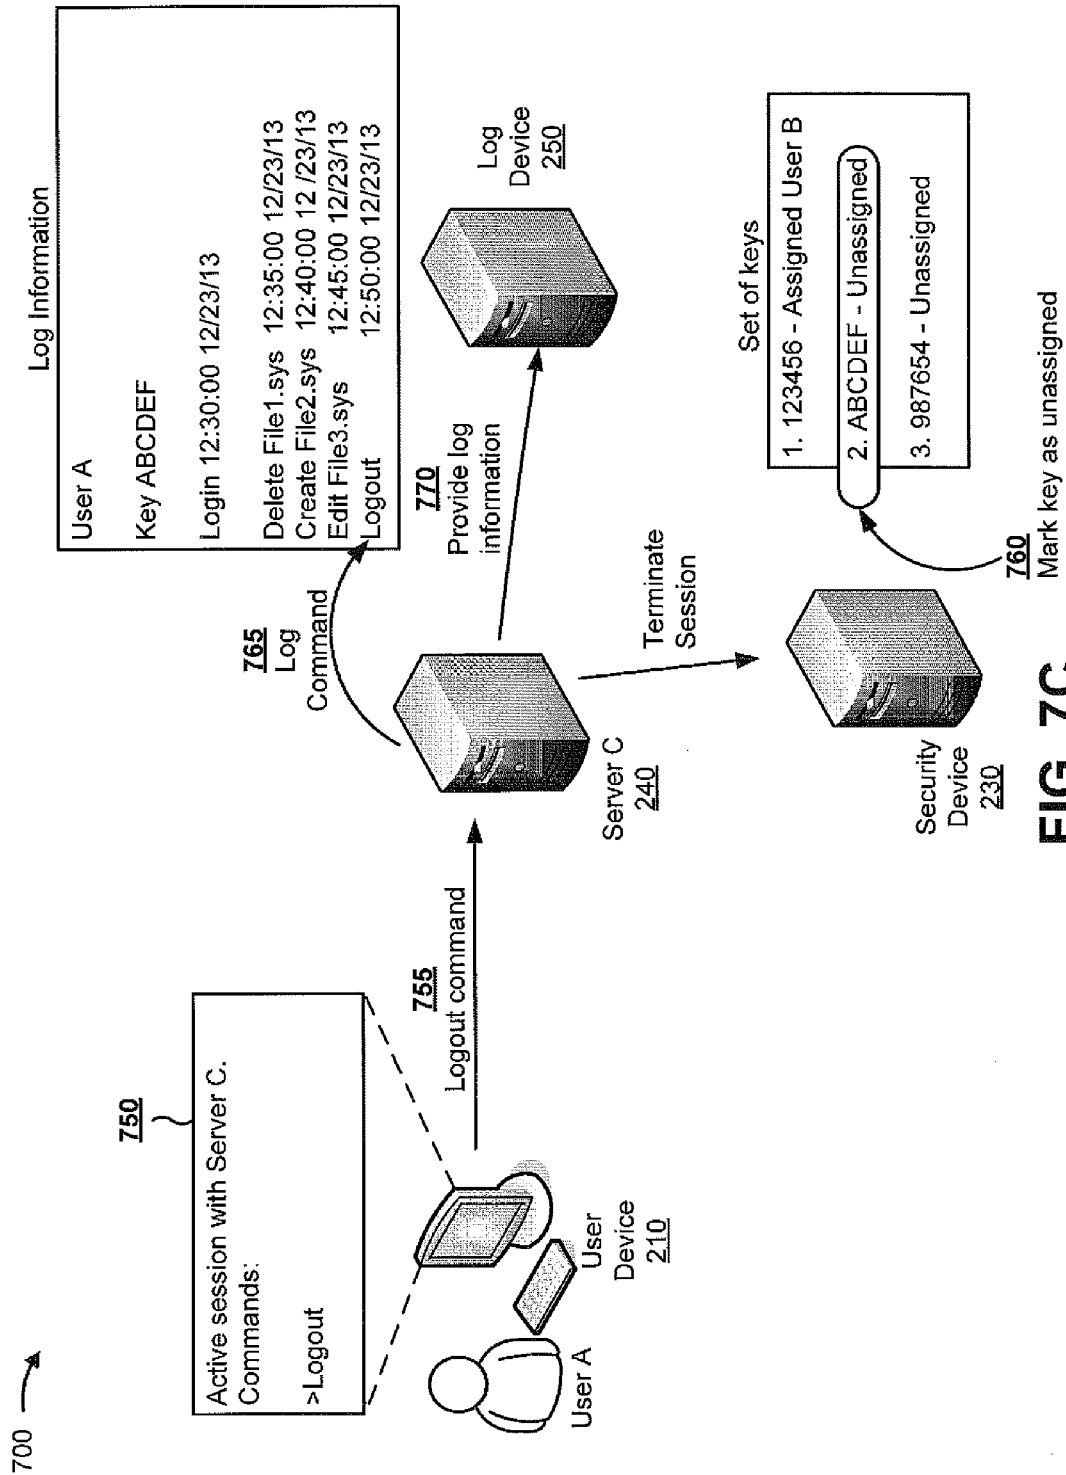 700
750
Active session with Server C.
Commands:
>Logout
User A
User
Device
210
755
Logout command
Server C
240
765
Log
Command
Log Information
User A
Key ABCDEF
Login 12:30:00 12/23/13
Delete File1.sys 12:35:00 12/23/13
Create File2.sys 12:40:00 12 /23/13
Edit File3.sys 12:45:00 12/23/13
Logout 12:50:00 12/23/13
770
Provide log
information
Log
Device
250
Terminate
Session
Security
Device
230
Set of keys
1. 123456 - Assigned User B
2. ABCDEF - Unassigned
3. 987654 - Unassigned
760
Mark key as unassigned
FIG. 7C